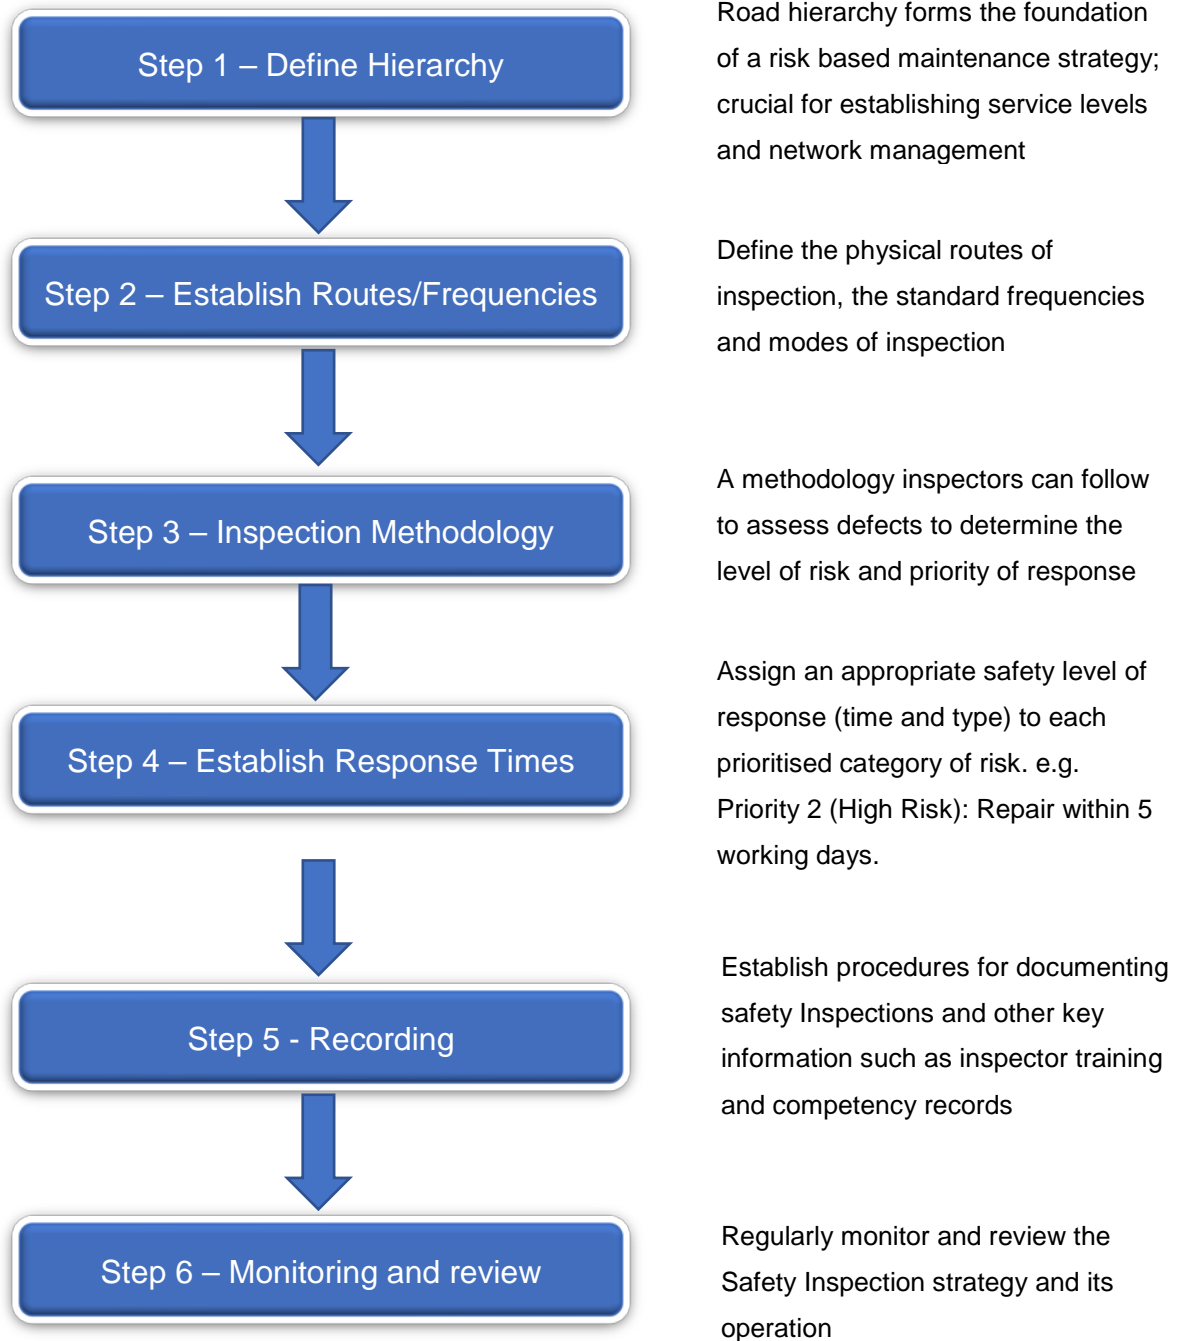 Step 1 – Define Hierarchy
Road hierarchy forms the foundation
of a risk based maintenance strategy;
crucial for establishing service levels
and network management
Step 2 – Establish Routes/Frequencies
Define the physical routes of
inspection, the standard frequencies
and modes of inspection
Step 3 – Inspection Methodology
A methodology inspectors can follow
to assess defects to determine the
level of risk and priority of response
Step 4 – Establish Response Times
Assign an appropriate safety level of
response (time and type) to each
prioritised category of risk. e.g.
Priority 2 (High Risk): Repair within 5
working days.
Step 5 - Recording
Establish procedures for documenting
safety Inspections and other key
information such as inspector training
and competency records
Step 6 – Monitoring and review
Regularly monitor and review the
Safety Inspection strategy and its
operation